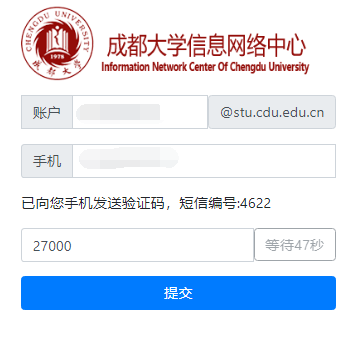 CHENGDU UNIVERSITY
1978
成都大学
成都大学信息网络中心
Information Network Center Of Chengdu University
账户 @stu.cdu.edu.cn
手机
已向您手机发送验证码，短信编号:4622
27000 等待47秒
提交